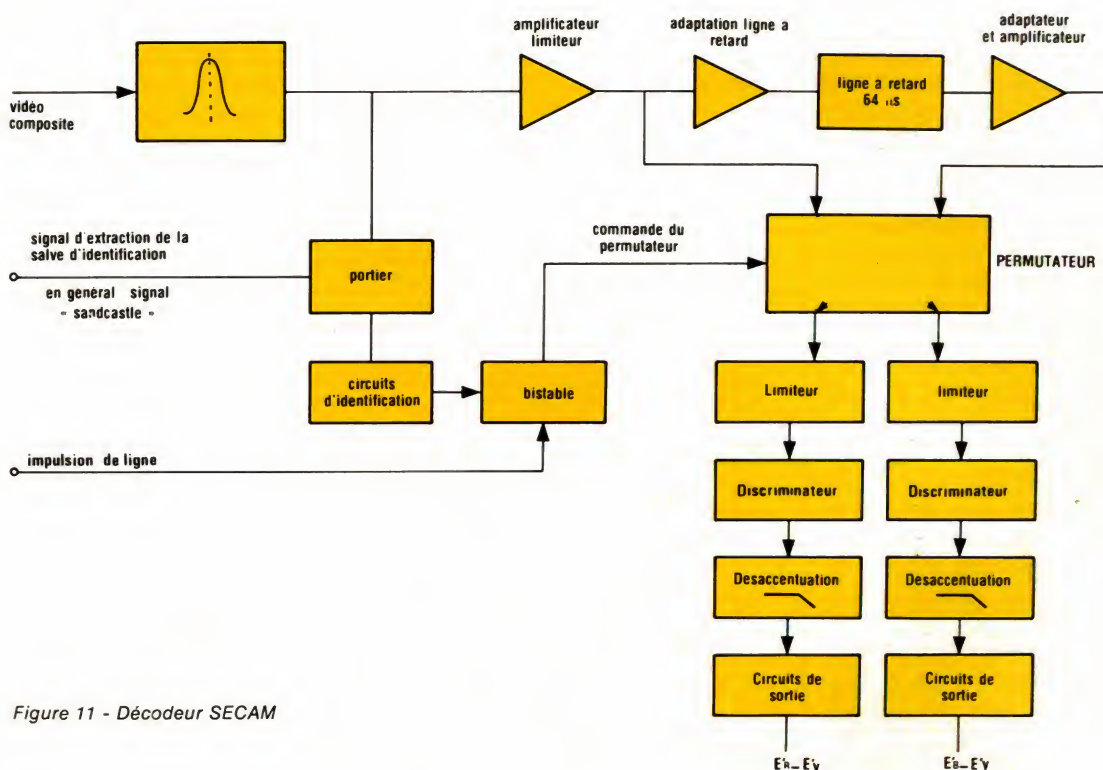 amplificateur
limiteur
adaptation ligne a
retard
adaptateur
et amplificateur
vidéo
composite
ligne a retard
64 µs
signal d'extraction de la
salve d'identification
en général signal
« sandcastle »
portier
commande du
permutateur
PERMUTATEUR
circuits
d'identification
bistable
Limiteur
limiteur
impulsion de ligne
Discriminateur
Discriminateur
Desaccentuation
Desaccentuation
Circuits de
sortie
Circuits de
sortie
Figure 11 - Décodeur SECAM
E'R – E'Y
E'B – E'Y